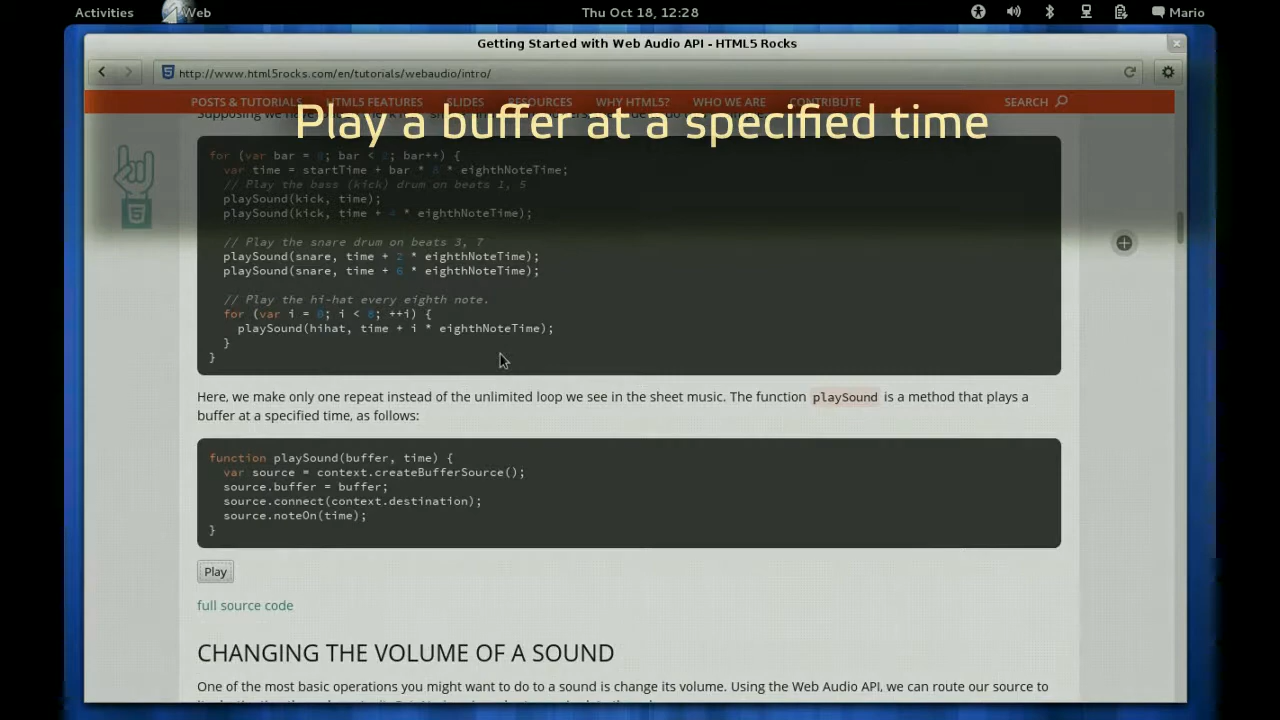 Activities Web Thu Oct 18, 12:28 Mario
Getting Started with Web Audio API - HTML5 Rocks
http://www.html5rocks.com/en/tutorials/webaudio/intro/
POSTS & TUTORIALS HTML5 FEATURES SLIDES RESOURCES WHY HTML5? WHO WE ARE CONTRIBUTE SEARCH
Play a buffer at a specified time
for (var bar = 0; bar < 2; bar++) {
var time = startTime + bar * 8 * eighthNoteTime;
// Play the bass (kick) drum on beats 1, 5
playSound(kick, time);
playSound(kick, time + 4 * eighthNoteTime);
// Play the snare drum on beats 3, 7
playSound(snare, time + 2 * eighthNoteTime);
playSound(snare, time + 6 * eighthNoteTime);
// Play the hi-hat every eighth note.
for (var i = 0; i < 8; ++i) {
playSound(hihat, time + i * eighthNoteTime);
}
}
Here, we make only one repeat instead of the unlimited loop we see in the sheet music. The function playSound is a method that plays a
buffer at a specified time, as follows:
function playSound(buffer, time) {
var source = context.createBufferSource();
source.buffer = buffer;
source.connect(context.destination);
source.noteOn(time);
}
Play
full source code
CHANGING THE VOLUME OF A SOUND
One of the most basic operations you might want to do to a sound is change its volume. Using the Web Audio API, we can route our source to